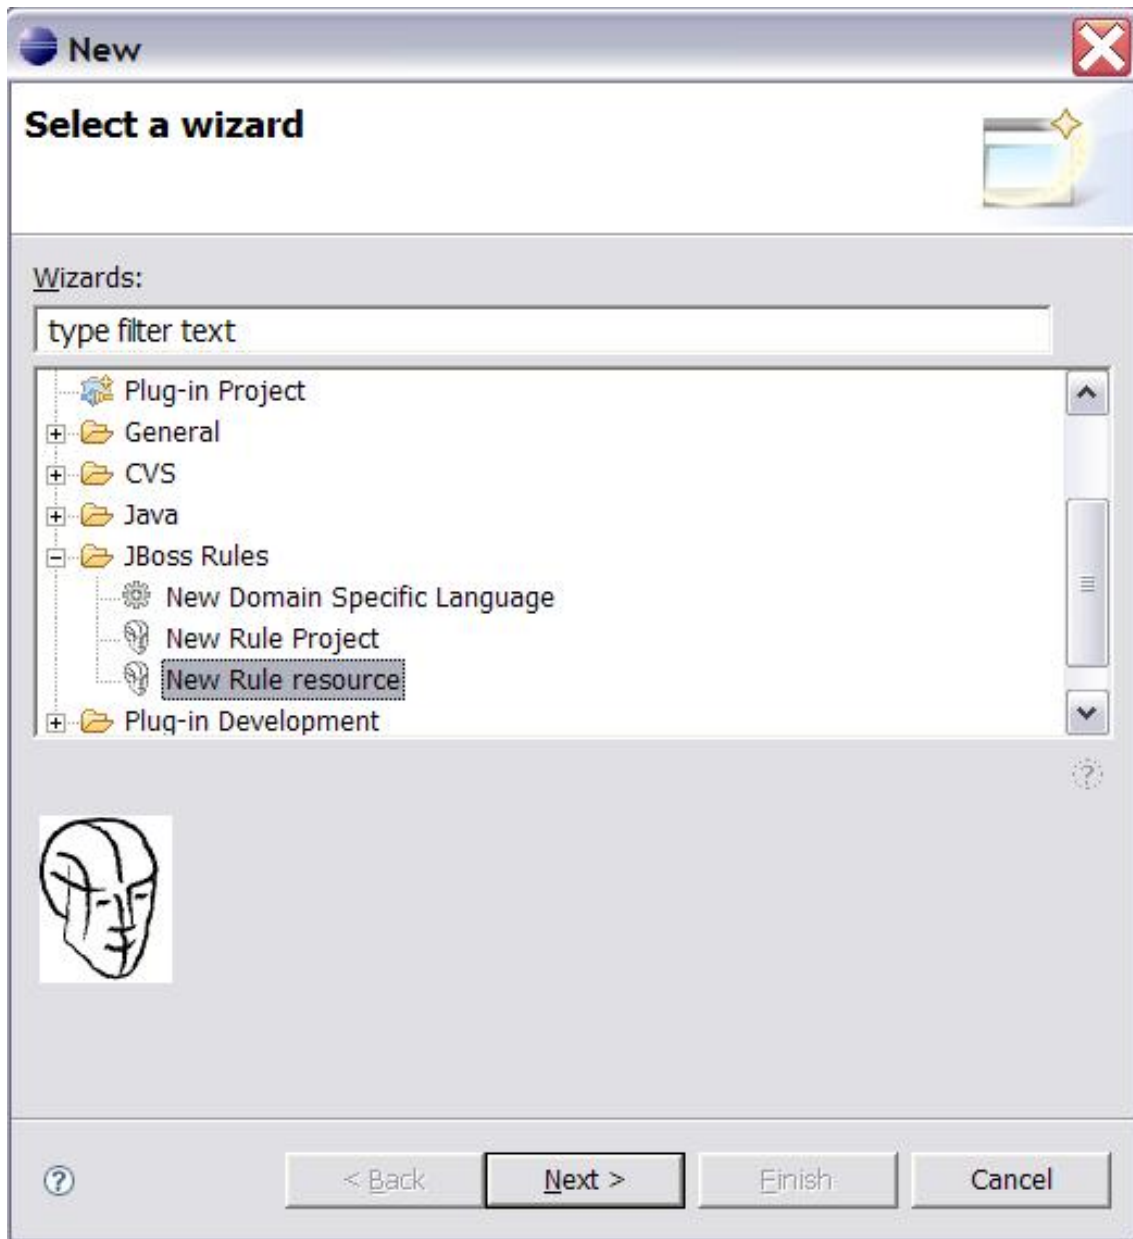 New
Select a wizard
Wizards:
type filter text
Plug-in Project
General
CVS
Java
JBoss Rules
New Domain Specific Language
New Rule Project
New Rule resource
Plug-in Development
?
? < Back Next > Finish Cancel